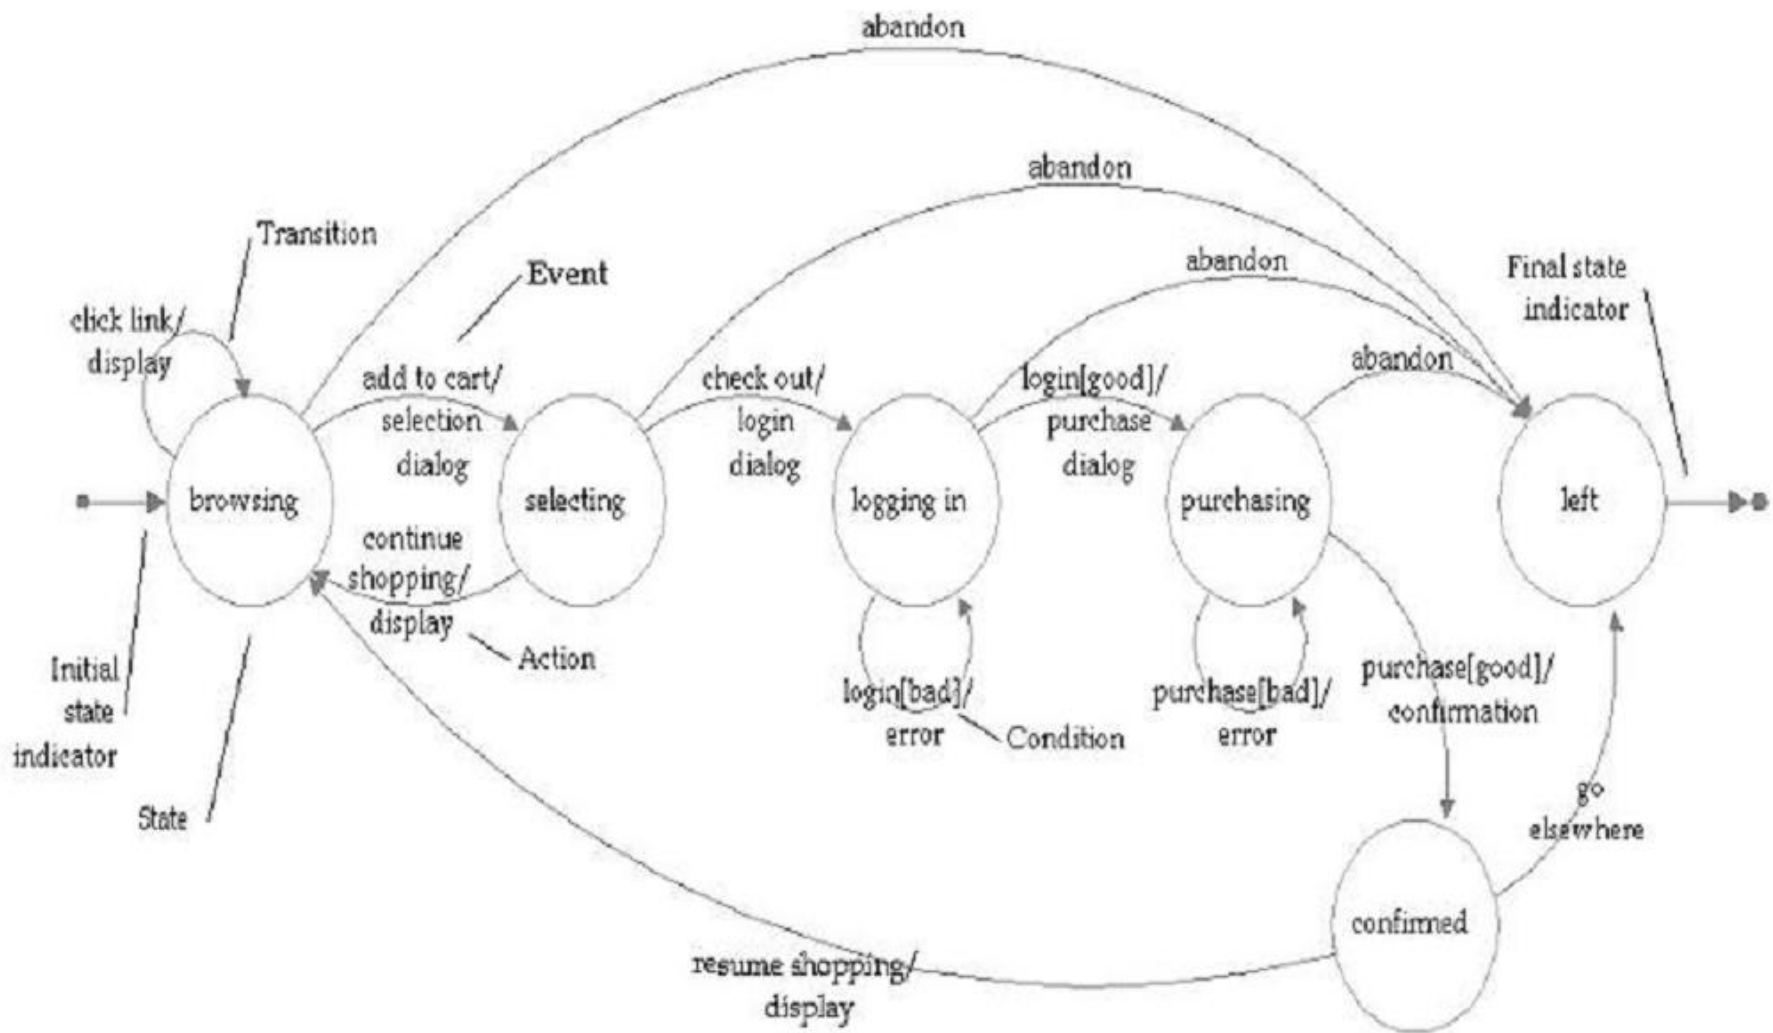 abandon
abandon
Transition
Event
abandon
Final state
indicator
click link/
display
abandon
add to cart/
selection
dialog
check out/
login
dialog
login[good]/
purchase
dialog
browsing
selecting
logging in
purchasing
left
continue
shopping/
display
Action
Initial
state
indicator
State
login[bad]/
error
Condition
purchase[bad]/
error
purchase[good]/
confirmation
go
elsewhere
confirmed
resume shopping/
display